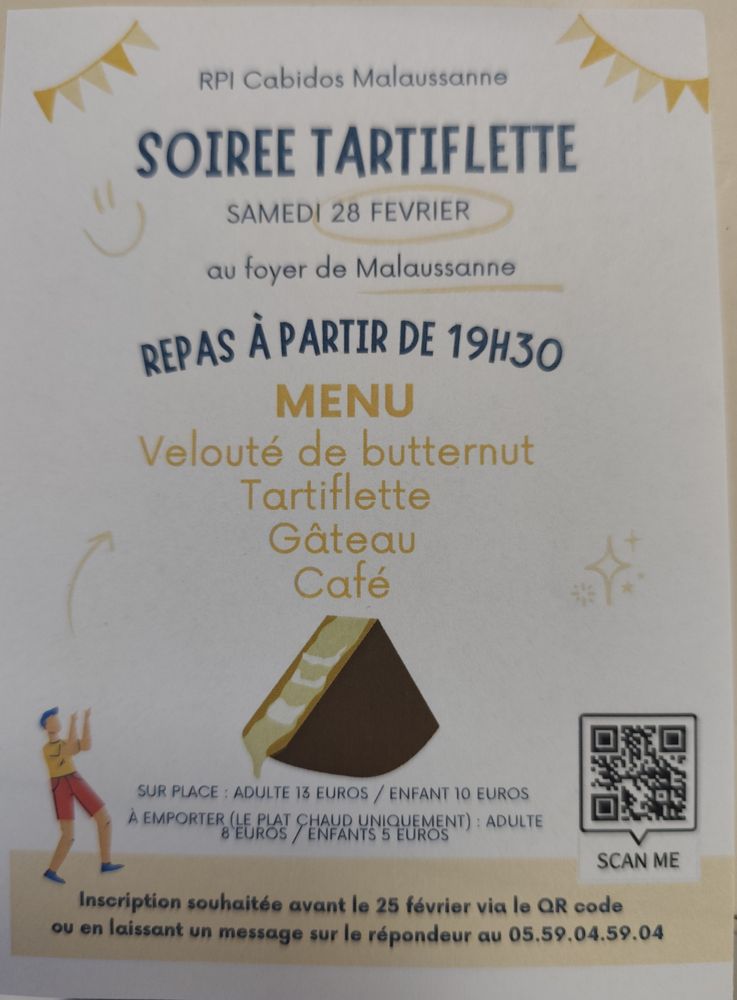 RPI Cabidos Malaussanne
SOIREE TARTIFLETTE
SAMEDI 28 FEVRIER
au foyer de Malaussanne
REPAS À PARTIR DE 19H30
MENU
Velouté de butternut
Tartiflette
Gâteau
Café
SUR PLACE : ADULTE 13 EUROS / ENFANT 10 EUROS
À EMPORTER (LE PLAT CHAUD UNIQUEMENT) : ADULTE
8 EUROS / ENFANTS 5 EUROS
SCAN ME
Inscription souhaitée avant le 25 février via le QR code
ou en laissant un message sur le répondeur au 05.59.04.59.04